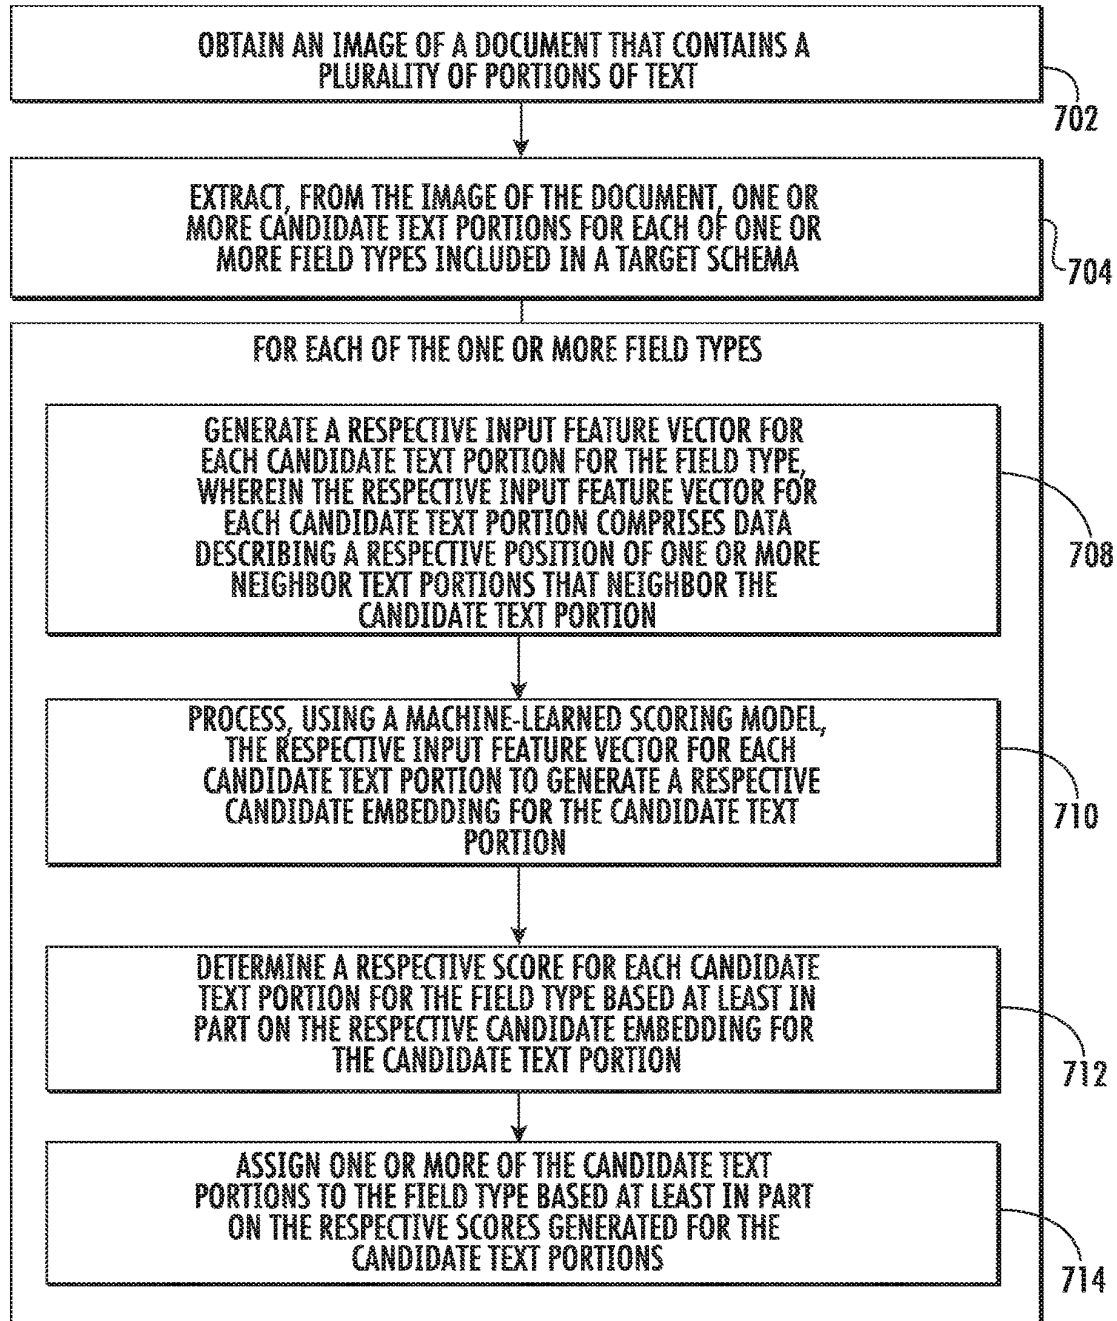 OBTAIN AN IMAGE OF A DOCUMENT THAT CONTAINS A
PLURALITY OF PORTIONS OF TEXT
702
EXTRACT, FROM THE IMAGE OF THE DOCUMENT, ONE OR
MORE CANDIDATE TEXT PORTIONS FOR EACH OF ONE OR
MORE FIELD TYPES INCLUDED IN A TARGET SCHEMA
704
FOR EACH OF THE ONE OR MORE FIELD TYPES
GENERATE A RESPECTIVE INPUT FEATURE VECTOR FOR
EACH CANDIDATE TEXT PORTION FOR THE FIELD TYPE,
WHEREIN THE RESPECTIVE INPUT FEATURE VECTOR FOR
EACH CANDIDATE TEXT PORTION COMPRISES DATA
DESCRIBING A RESPECTIVE POSITION OF ONE OR MORE
NEIGHBOR TEXT PORTIONS THAT NEIGHBOR THE
CANDIDATE TEXT PORTION
708
PROCESS, USING A MACHINE-LEARNED SCORING MODEL,
THE RESPECTIVE INPUT FEATURE VECTOR FOR EACH
CANDIDATE TEXT PORTION TO GENERATE A RESPECTIVE
CANDIDATE EMBEDDING FOR THE CANDIDATE TEXT
PORTION
710
DETERMINE A RESPECTIVE SCORE FOR EACH CANDIDATE
TEXT PORTION FOR THE FIELD TYPE BASED AT LEAST IN
PART ON THE RESPECTIVE CANDIDATE EMBEDDING FOR
THE CANDIDATE TEXT PORTION
712
ASSIGN ONE OR MORE OF THE CANDIDATE TEXT
PORTIONS TO THE FIELD TYPE BASED AT LEAST IN PART
ON THE RESPECTIVE SCORES GENERATED FOR THE
CANDIDATE TEXT PORTIONS
714